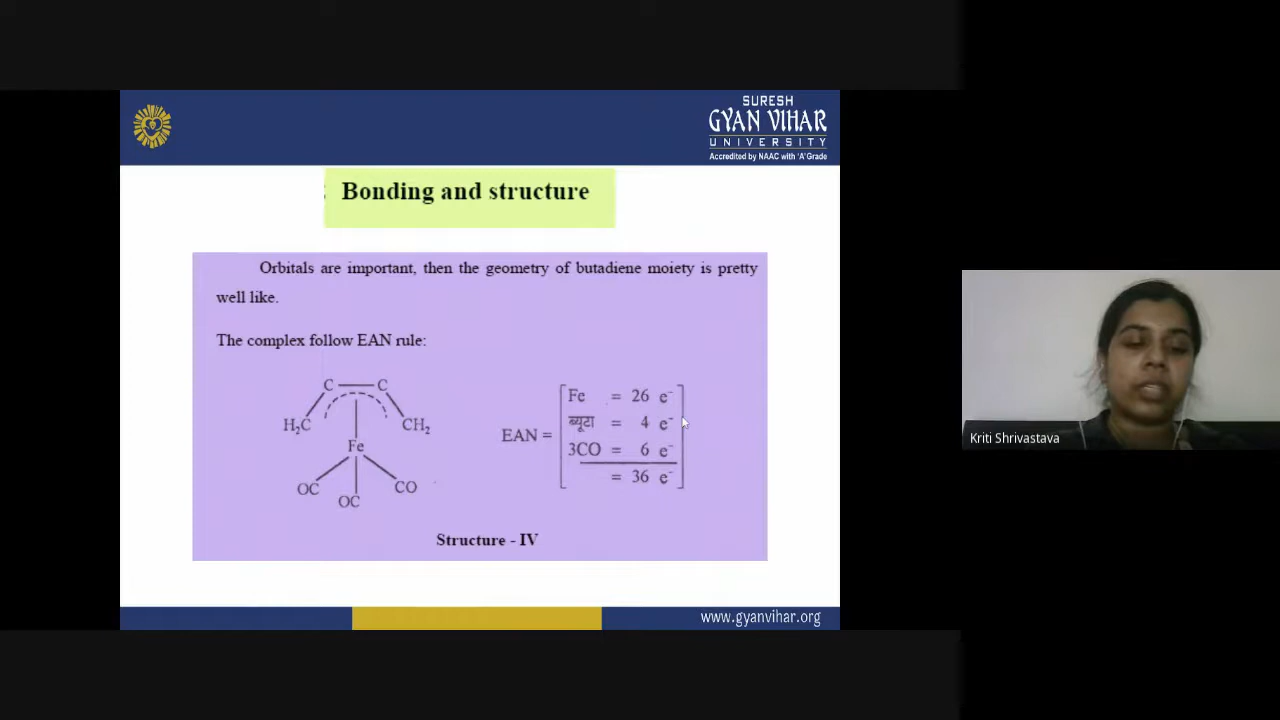 SURESH
GYAN VIHAR
UNIVERSITY
Accredited by NAAC with 'A' Grade
: Bonding and structure
Orbitals are important, then the geometry of butadiene moiety is pretty
well like.
The complex follow EAN rule:
C C
H₂C CH₂
Fe
OC OC CO
EAN =
Fe = 26 e⁻
ब्यूटा = 4 e⁻
3CO = 6 e⁻
= 36 e⁻
Structure - IV
www.gyanvihar.org
Kriti Shrivastava